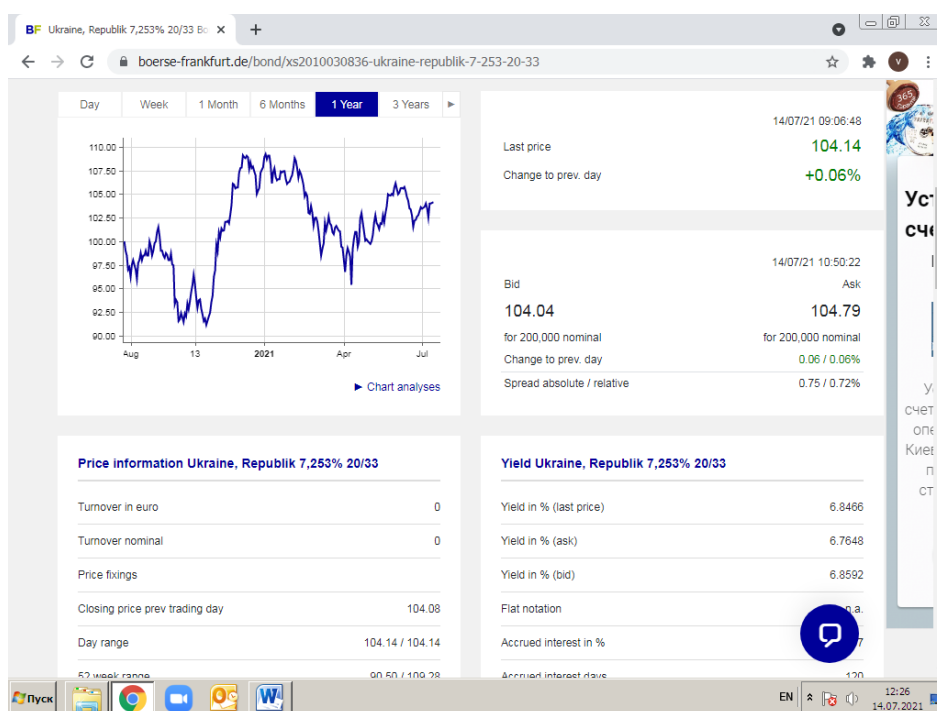 BF Ukraine, Republik 7,253% 20/33 Bo
boerse-frankfurt.de/bond/xs2010030836-ukraine-republik-7-253-20-33
V
Day Week 1 Month 6 Months 1 Year 3 Years
110.00
107.50
105.00
102.50
100.00
97.50
95.00
92.50
90.00
Aug 13 2021 Apr Jul
Chart analyses
14/07/21 09:06:48
Last price 104.14
Change to prev. day +0.06%
14/07/21 10:50:22
Bid Ask
104.04 104.79
for 200,000 nominal for 200,000 nominal
Change to prev. day 0.06 / 0.06%
Spread absolute / relative 0.75 / 0.72%
Price information Ukraine, Republik 7,253% 20/33
Turnover in euro 0
Turnover nominal 0
Price fixings
Closing price prev trading day 104.08
Day range 104.14 / 104.14
52 week range 90.50 / 109.28
Yield Ukraine, Republik 7,253% 20/33
Yield in % (last price) 6.8466
Yield in % (ask) 6.7648
Yield in % (bid) 6.8592
Flat notation n.a.
Accrued interest in % 7
Accrued interest days 120
365
Ус
сче
У
счет
опе
Киев
п
ст
Пуск
EN
12:26
14.07.2021